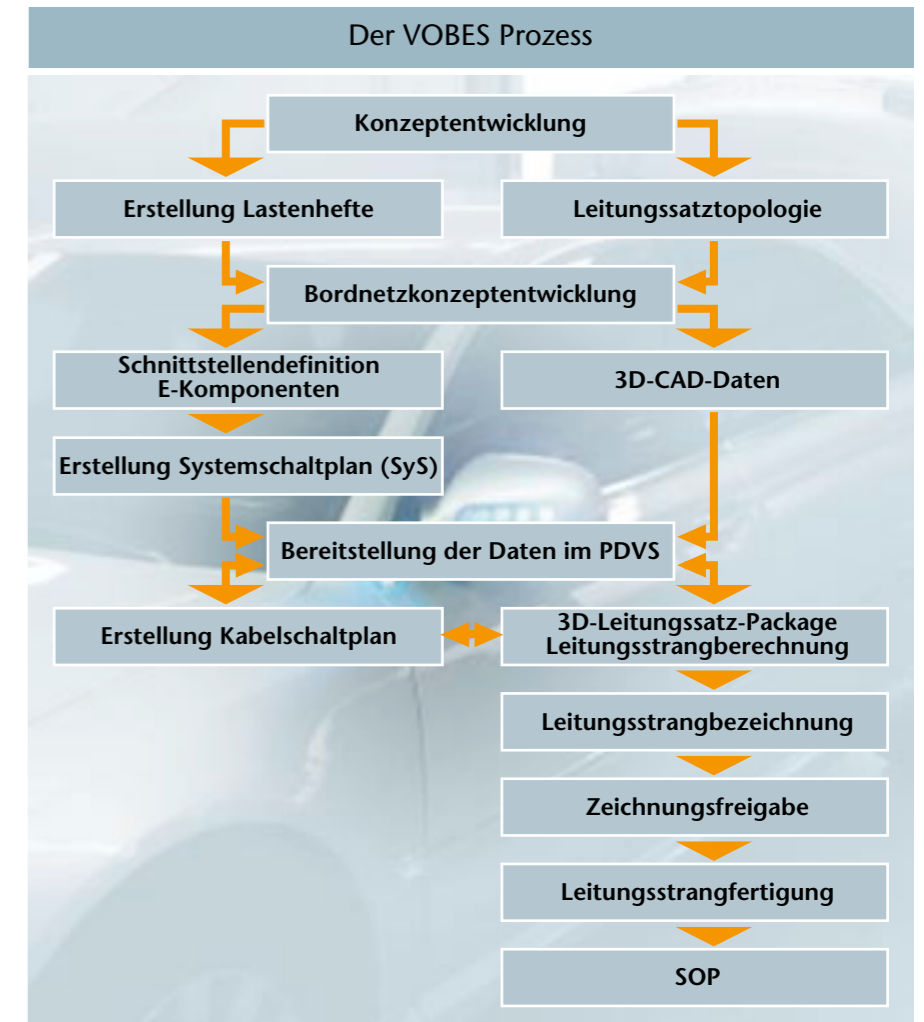 Der VOBES Prozess
Konzeptentwicklung
Erstellung Lastenhefte
Leitungssatztopologie
Bordnetzkonzeptentwicklung
Schnittstellendefinition
E-Komponenten
3D-CAD-Daten
Erstellung Systemschaltplan (SyS)
Bereitstellung der Daten im PDVS
Erstellung Kabelschaltplan
3D-Leitungssatz-Package
Leitungsstrangberechnung
Leitungsstrangbezeichnung
Zeichnungsfreigabe
Leitungsstrangfertigung
SOP